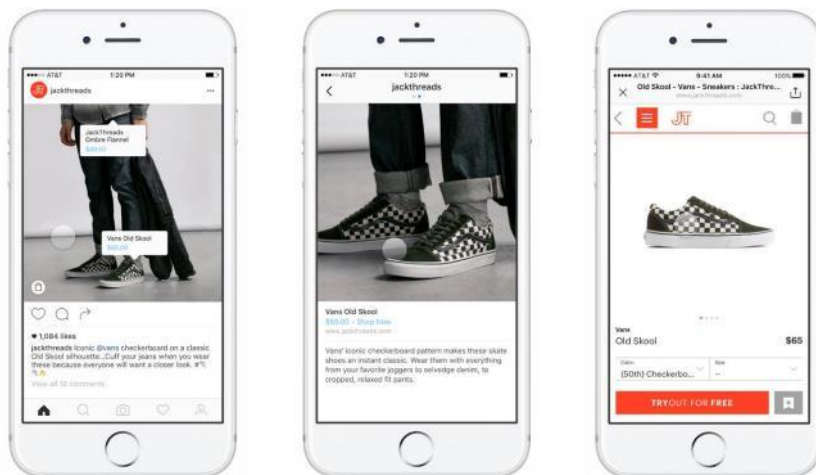 AT&T
1:20 PM
jackthreads
JackThreads
Ombre Flannel
Vans Old Skool
$65.00
1,084 likes
jackthreads Iconic @vans checkerboard on a classic
Old Skool silhouette...Cuff your jeans when you wear
these because everyone will want a closer look. #
View all 10 comments
AT&T
1:20 PM
jackthreads
Vans Old Skool
$65.00 - Shop Now
www.jackthreads.com
Vans' iconic checkerboard pattern makes these skate
shoes an instant classic. Wear them with everything
from your favorite joggers to selvedge denim, to
cropped, relaxed fit pants.
AT&T
9:41 AM
100%
Old Skool - Vans - Sneakers : JackThre...
www.jackthreads.com
JT
Vans
Old Skool
$65
Color:
(50th) Checkerbo...
Size:
--
TRY OUT FOR FREE